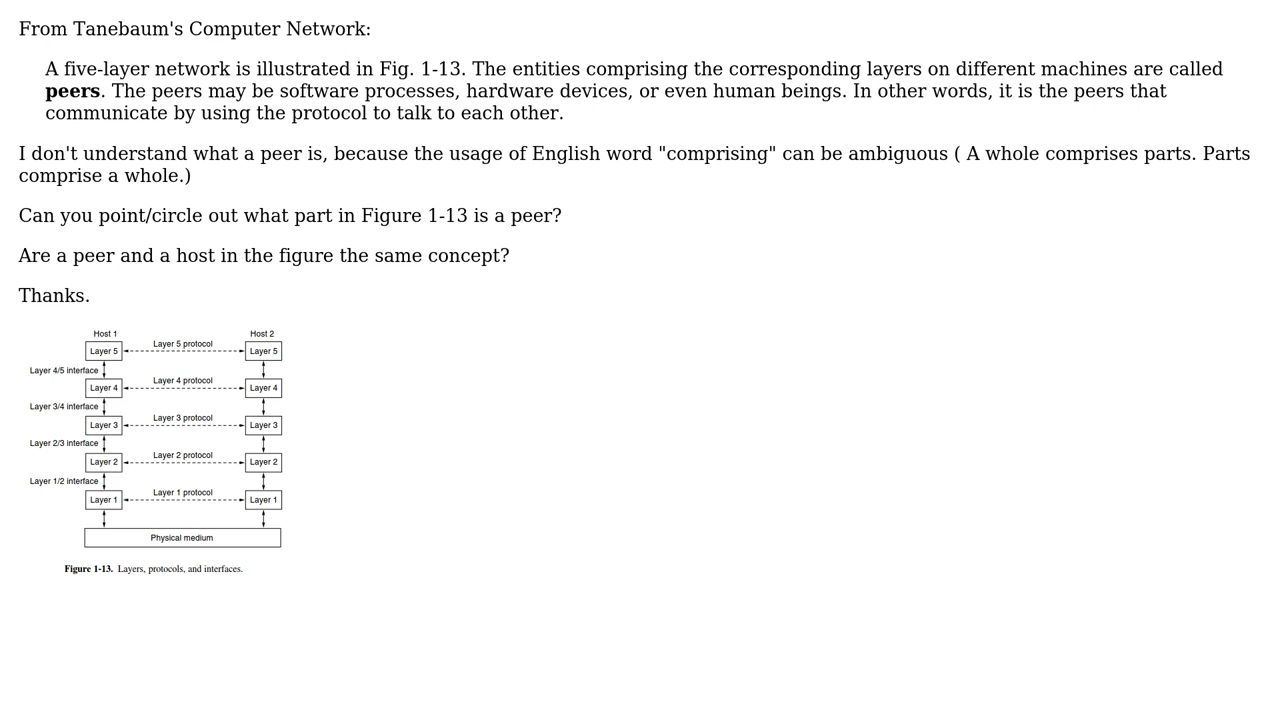 From Tanebaum's Computer Network:
A five-layer network is illustrated in Fig. 1-13. The entities comprising the corresponding layers on different machines are called
peers. The peers may be software processes, hardware devices, or even human beings. In other words, it is the peers that
communicate by using the protocol to talk to each other.
I don't understand what a peer is, because the usage of English word "comprising" can be ambiguous ( A whole comprises parts. Parts
comprise a whole.)
Can you point/circle out what part in Figure 1-13 is a peer?
Are a peer and a host in the figure the same concept?
Thanks.
Host 1 Host 2
Layer 5 Layer 5 protocol Layer 5
Layer 4/5 interface
Layer 4 Layer 4 protocol Layer 4
Layer 3/4 interface
Layer 3 Layer 3 protocol Layer 3
Layer 2/3 interface
Layer 2 Layer 2 protocol Layer 2
Layer 1/2 interface
Layer 1 Layer 1 protocol Layer 1
Physical medium
Figure 1-13. Layers, protocols, and interfaces.